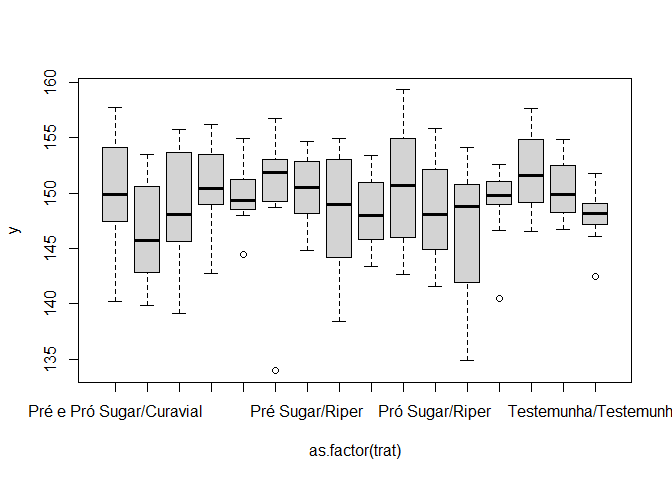 160
155
150
145
140
135
y
Pré e Pró Sugar/Curavial Pré Sugar/Riper Pró Sugar/Riper Testemunha/Testemunh
as.factor(trat)